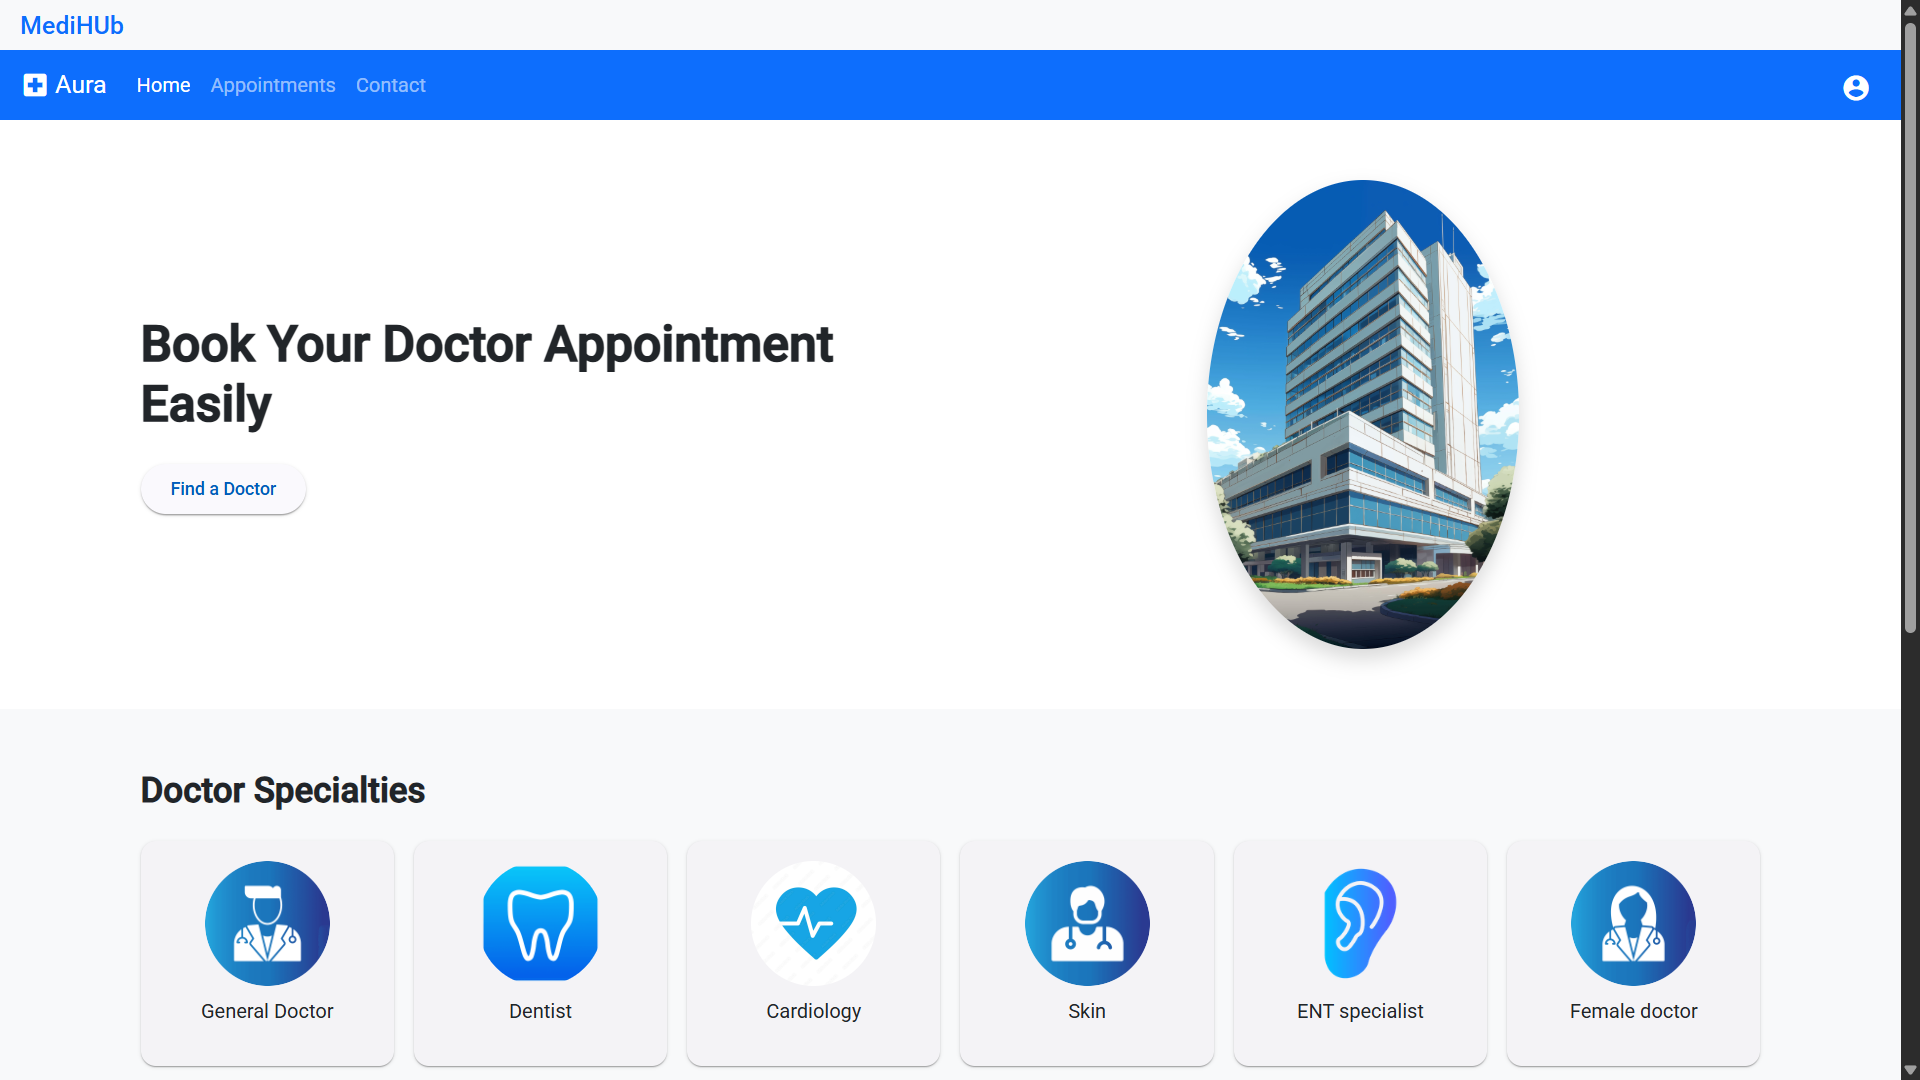 MediHUb
Aura Home Appointments Contact
Book Your Doctor Appointment
Easily
Find a Doctor
Doctor Specialties
General Doctor
Dentist
Cardiology
Skin
ENT specialist
Female doctor